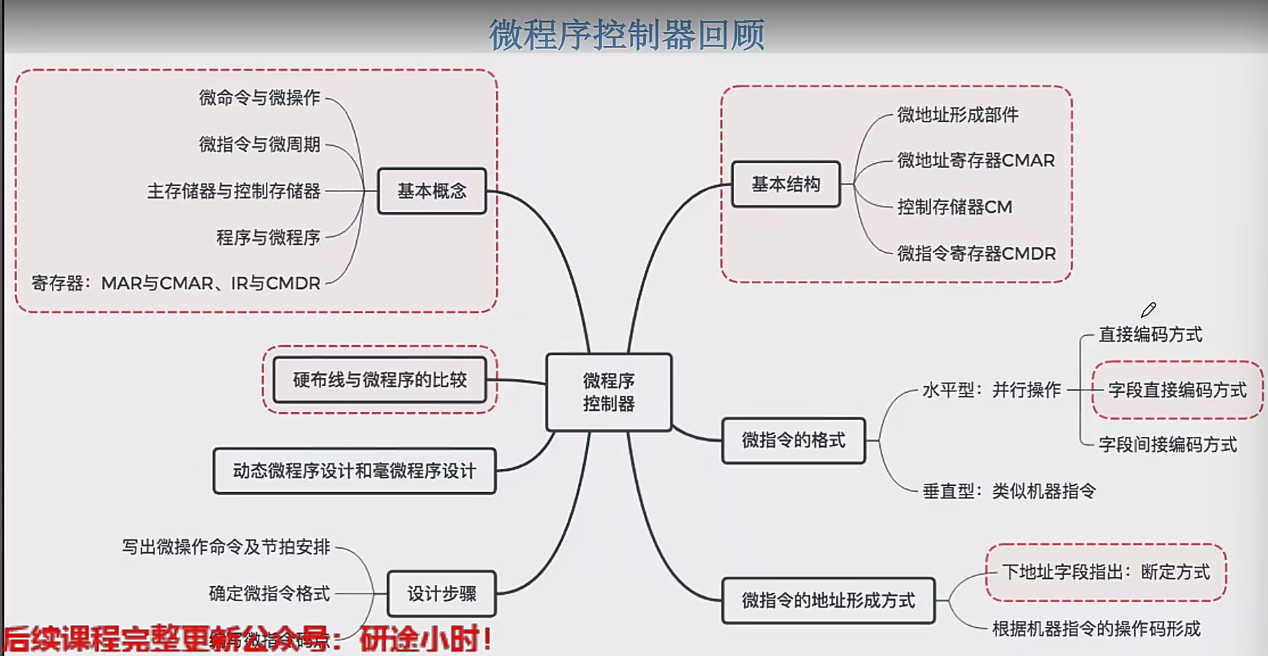 微程序控制器回顾
微命令与微操作
微指令与微周期
主存储器与控制存储器
程序与微程序
寄存器：MAR与CMAR、IR与CMDR
基本概念
硬布线与微程序的比较
动态微程序设计和毫微程序设计
写出微操作命令及节拍安排
确定微指令格式
编写微指令码点
设计步骤
微程序
控制器
基本结构
微地址形成部件
微地址寄存器CMAR
控制存储器CM
微指令寄存器CMDR
微指令的格式
水平型：并行操作
直接编码方式
字段直接编码方式
字段间接编码方式
垂直型：类似机器指令
微指令的地址形成方式
下地址字段指出：断定方式
根据机器指令的操作码形成
后续课程完整更新公众号：研途小时！